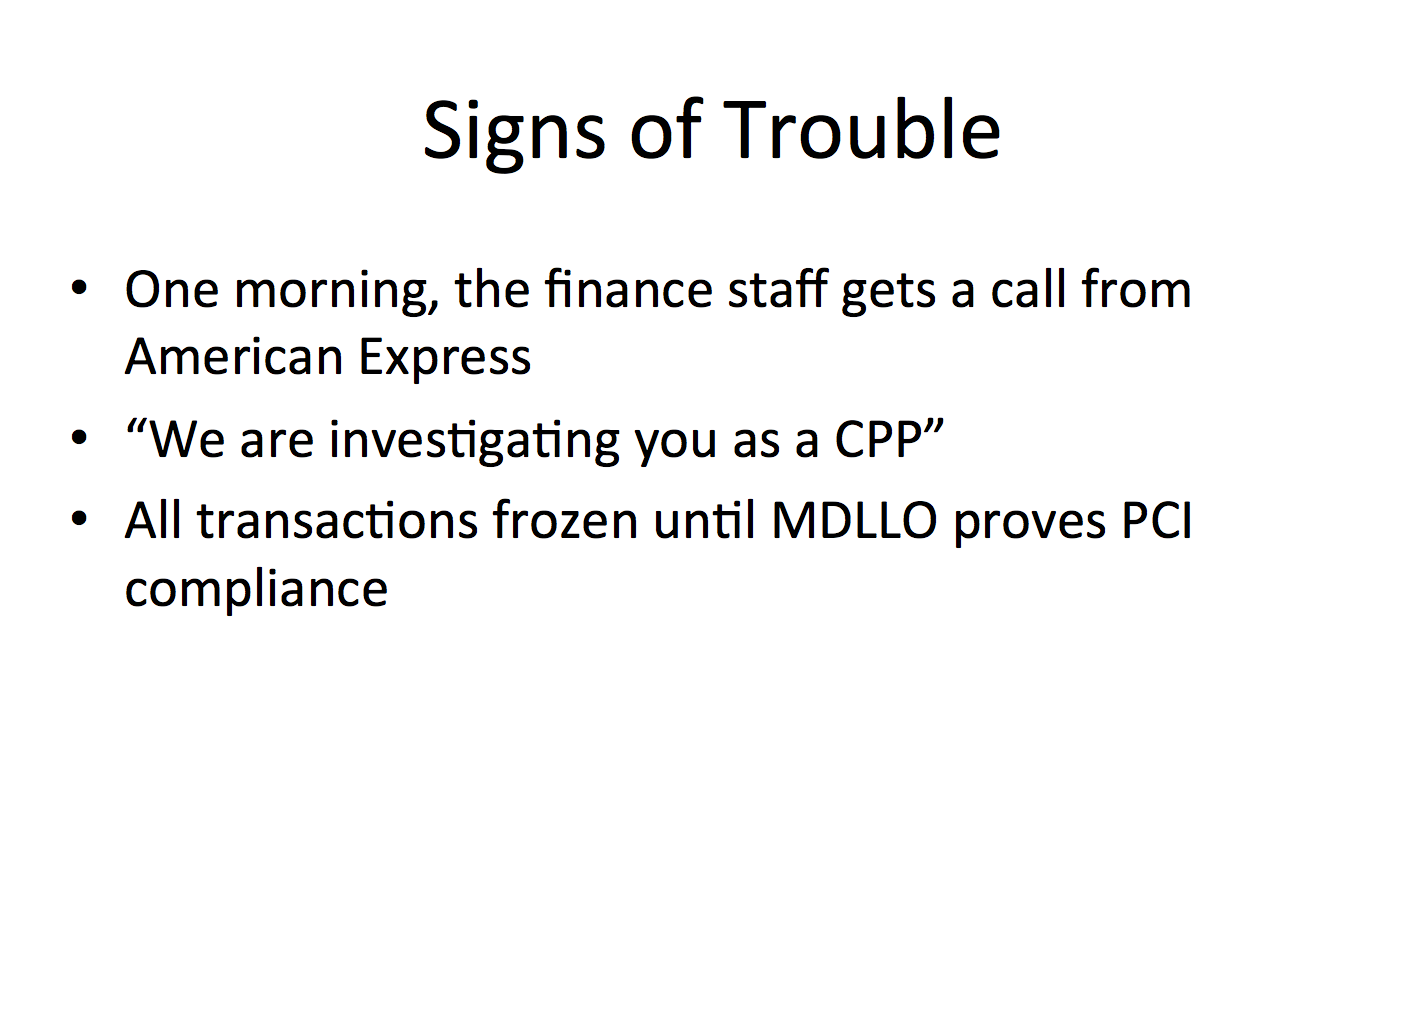 Signs of Trouble
• One morning, the finance staff gets a call from
American Express
• “We are investigating you as a CPP”
• All transactions frozen until MDLLO proves PCI
compliance